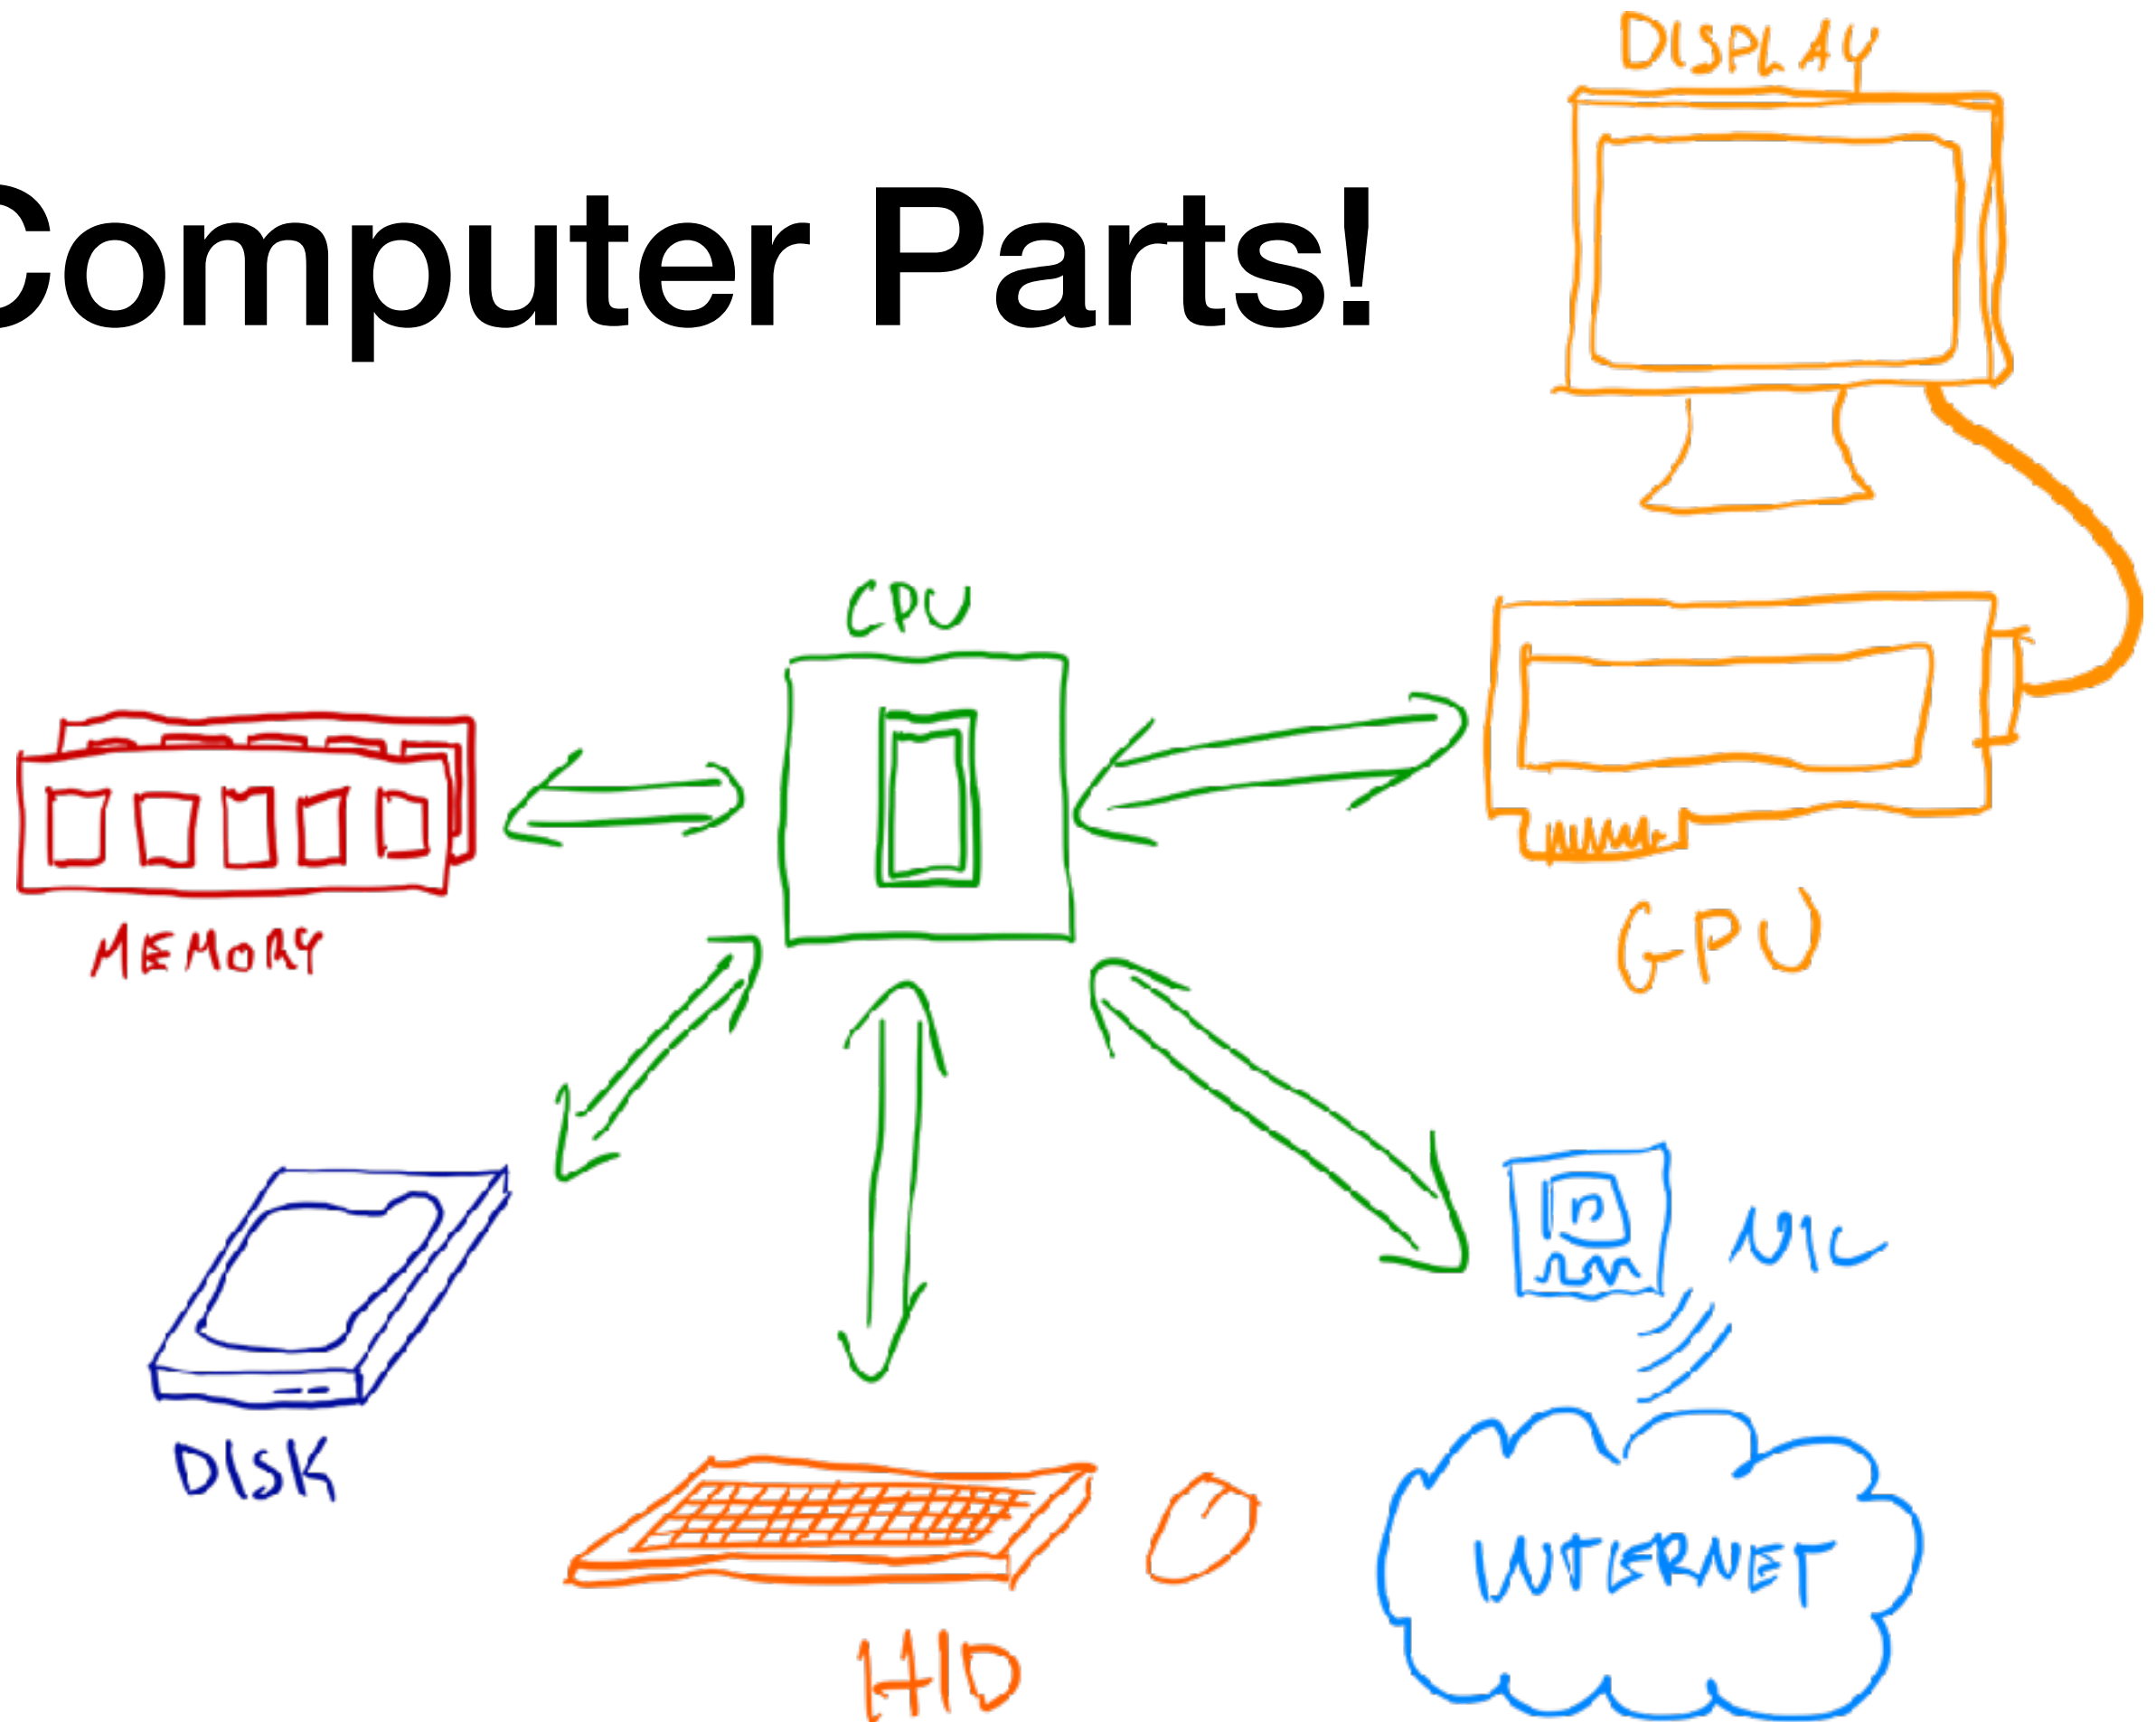 DISPLAY
Computer Parts!
CPU
MEMORY
GPU
NIC
DISK
INTERNET
HID